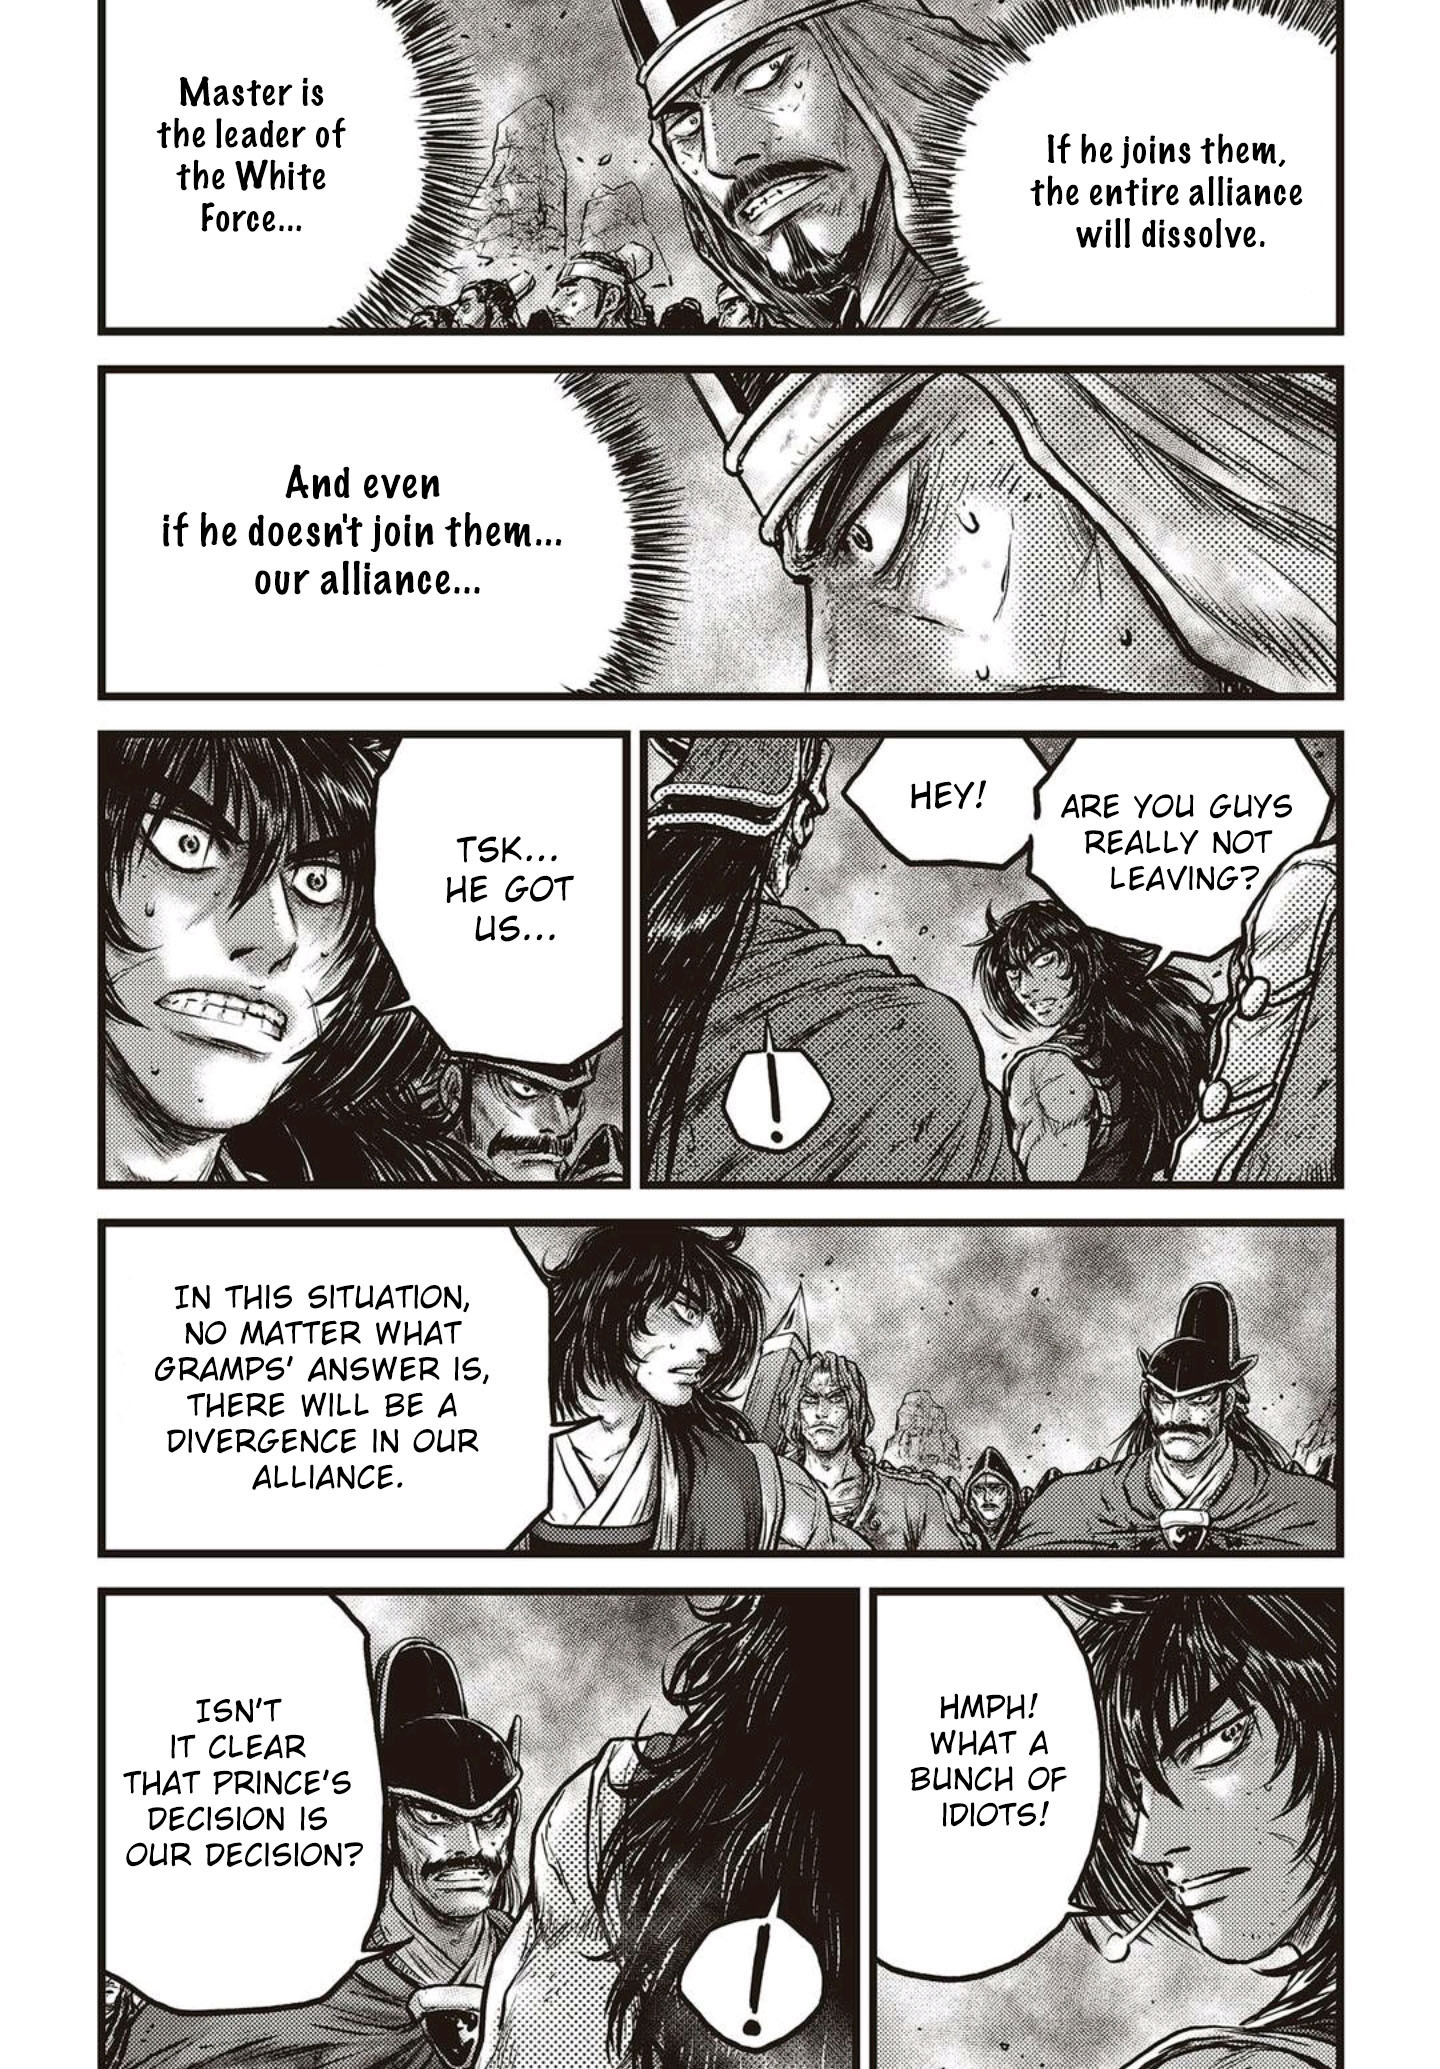 Master is
the leader of
the White
Force...
If he joins them,
the entire alliance
will dissolve.
And even
if he doesn't join them...
our alliance...
TSK...
HE GOT
US...
HEY!
ARE YOU GUYS
REALLY NOT
LEAVING?
!
IN THIS SITUATION,
NO MATTER WHAT
GRAMPS' ANSWER IS,
THERE WILL BE A
DIVERGENCE IN OUR
ALLIANCE.
ISN'T
IT CLEAR
THAT PRINCE'S
DECISION IS
OUR DECISION?
!
HMPH!
WHAT A
BUNCH OF
IDIOTS!